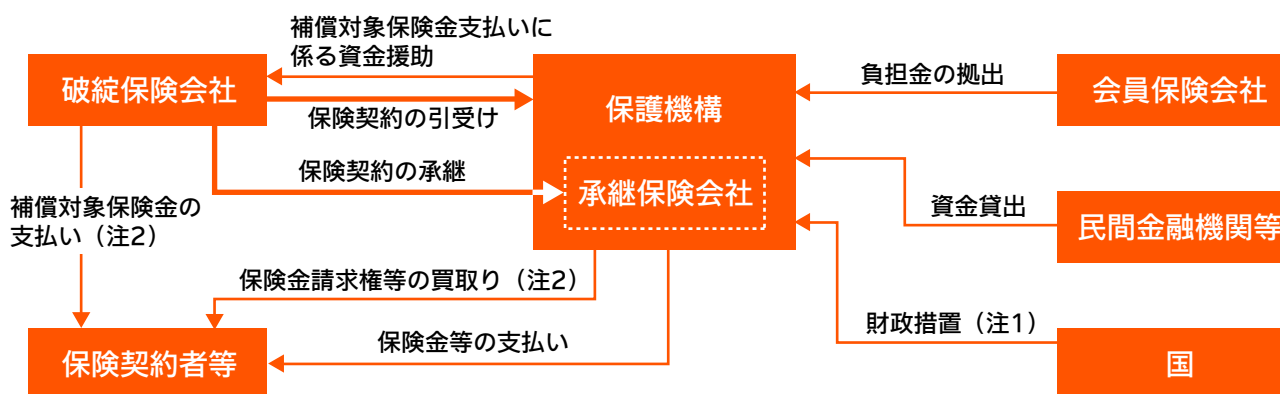 補償対象保険金支払いに
係る資金援助
破綻保険会社
保険契約の引受け
保険契約の承継
保護機構
承継保険会社
負担金の拠出
会員保険会社
資金貸出
民間金融機関等
財政措置（注1）
国
補償対象保険金の
支払い（注2）
保険金請求権等の買取り（注2）
保険金等の支払い
保険契約者等